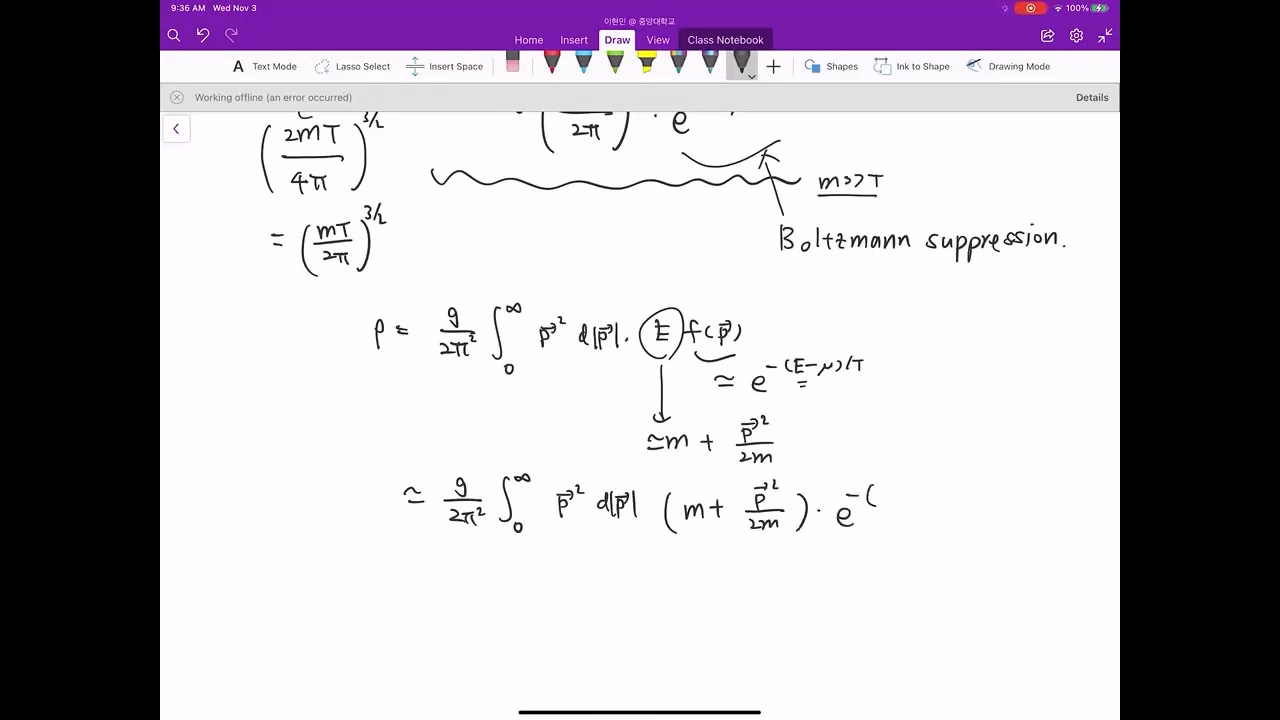 9:36 AM Wed Nov 3
100%
이현민 @ 중앙대학교
Home Insert Draw View Class Notebook
A Text Mode Lasso Select Insert Space Shapes Ink to Shape Drawing Mode
Working offline (an error occurred) Details
(2mT/4π)^3/2
( /2π) · e
m>>T
= (mT/2π)^3/2
Boltzmann suppression.
ρ = g/2π² ∫₀^∞ p⃗² d|p⃗| · E f(p⃗)
≃ e^-(E-μ)/T
≃ m + p⃗²/2m
≃ g/2π² ∫₀^∞ p⃗² d|p⃗| (m + p⃗²/2m) · e^-(